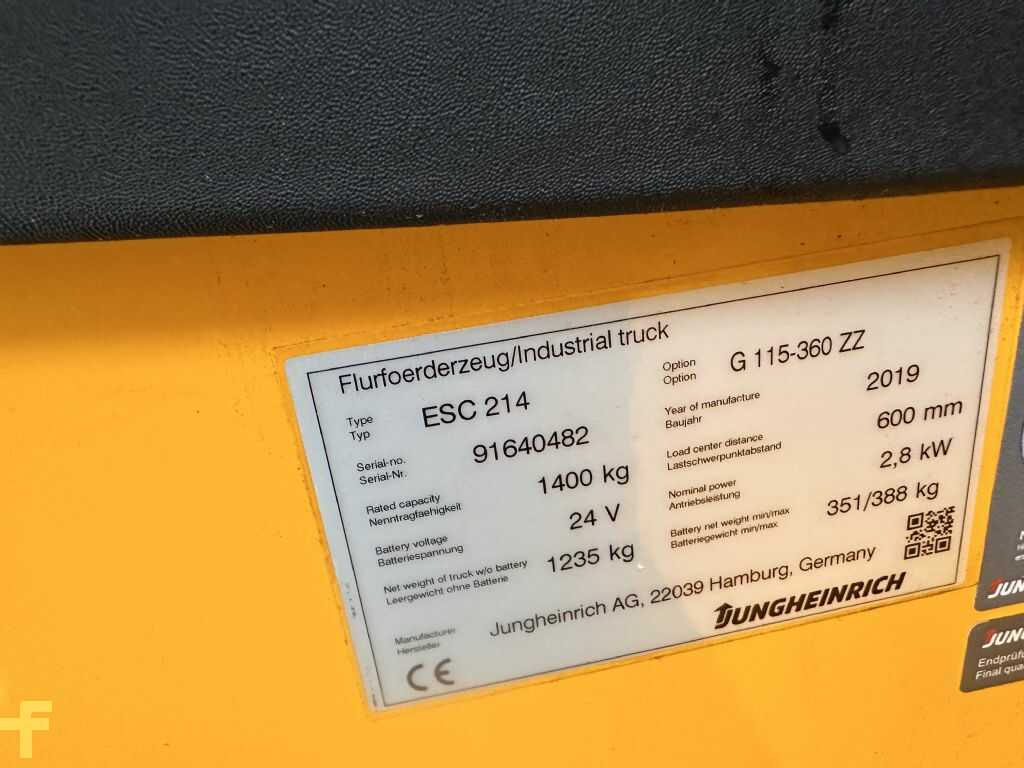 Flurfoerderzeug/Industrial truck
Type
Typ
ESC 214
Option
Option
G 115-360 ZZ
Serial-no.
Serial-Nr.
91640482
Year of manufacture
Baujahr
2019
Rated capacity
Nenntragfaehigkeit
1400 kg
Load center distance
Lastschwerpunktabstand
600 mm
Battery voltage
Batteriespannung
24 V
Nominal power
Antriebsleistung
2,8 kW
Net weight of truck w/o battery
Leergewicht ohne Batterie
1235 kg
Battery net weight min/max
Batteriegewicht min/max.
351/388 kg
Manufacturer
Hersteller
Jungheinrich AG, 22039 Hamburg, Germany
JUNGHEINRICH
CE
JUN
JUNG
Endprüfu
Final qua
F